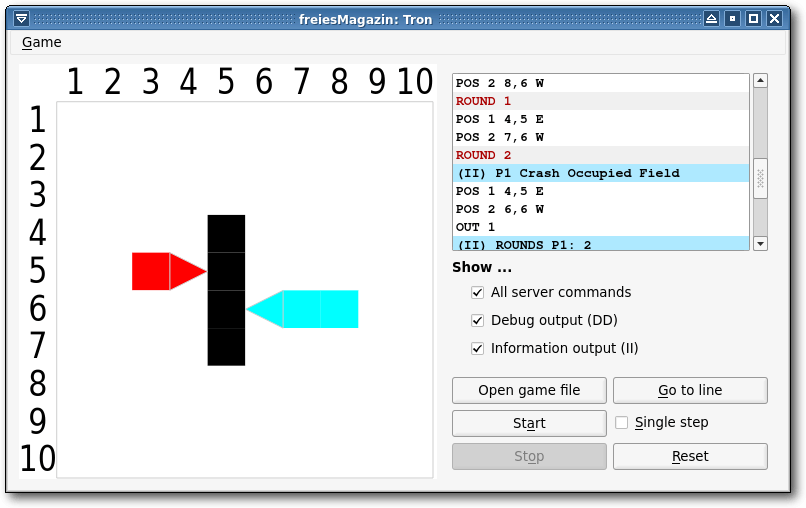 freiesMagazin: Tron
Game
1 2 3 4 5 6 7 8 9 10
1
2
3
4
5
6
7
8
9
10
POS 2 8,6 W
ROUND 1
POS 1 4,5 E
POS 2 7,6 W
ROUND 2
(II) P1 Crash Occupied Field
POS 1 4,5 E
POS 2 6,6 W
OUT 1
(II) ROUNDS P1: 2
Show ...
All server commands
Debug output (DD)
Information output (II)
Open game file
Go to line
Start
Single step
Stop
Reset